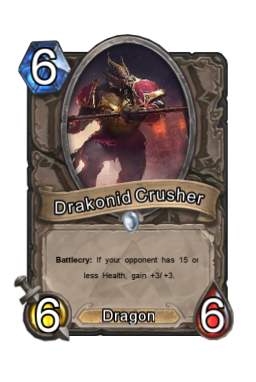 6
Drakonid Crusher
Battlecry: If your opponent has 15 or
less Health, gain +3/+3.
6 Dragon 6